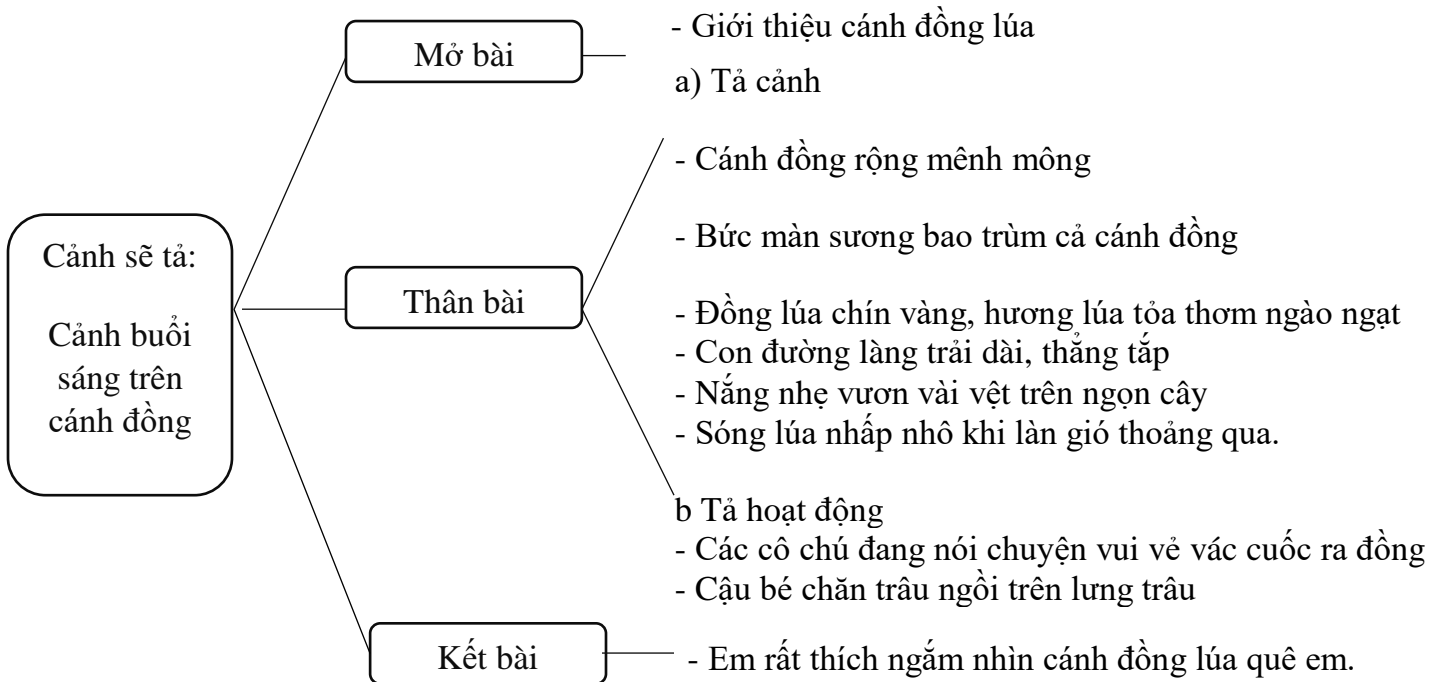 Cảnh sẽ tả:
Cảnh buổi
sáng trên
cánh đồng
Mở bài
- Giới thiệu cánh đồng lúa
Thân bài
a) Tả cảnh
- Cánh đồng rộng mênh mông
- Bức màn sương bao trùm cả cánh đồng
- Đồng lúa chín vàng, hương lúa tỏa thơm ngào ngạt
- Con đường làng trải dài, thẳng tắp
- Nắng nhẹ vươn vài vệt trên ngọn cây
- Sóng lúa nhấp nhô khi làn gió thoảng qua.
b Tả hoạt động
- Các cô chú đang nói chuyện vui vẻ vác cuốc ra đồng
- Cậu bé chăn trâu ngồi trên lưng trâu
Kết bài
- Em rất thích ngắm nhìn cánh đồng lúa quê em.